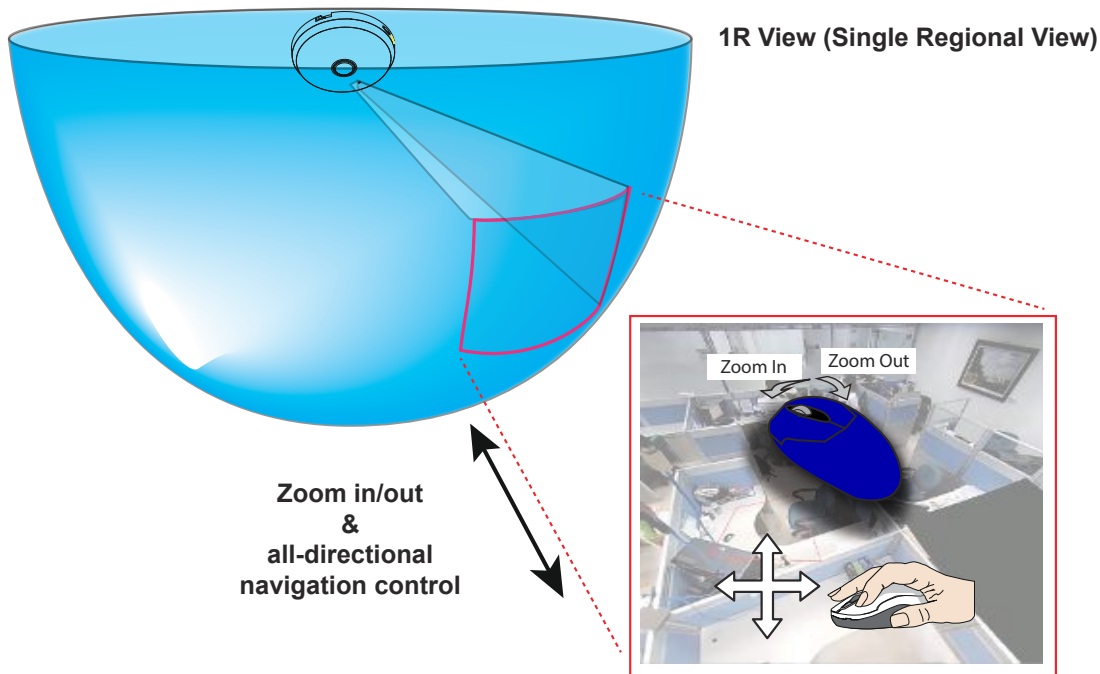 1R View (Single Regional View)
Zoom In
Zoom Out
Zoom in/out
&
all-directional
navigation control